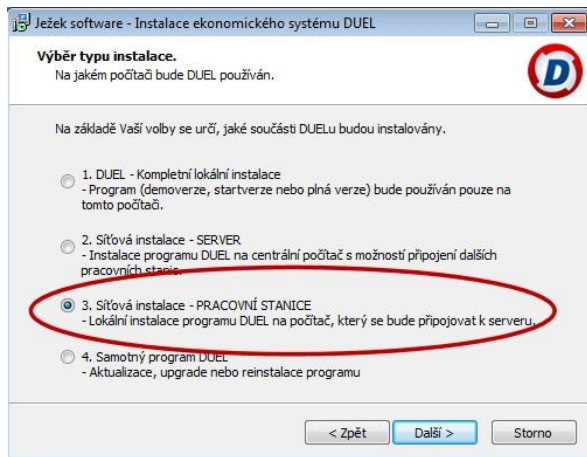 Ježek software - Instalace ekonomického systému DUEL
Výběr typu instalace.
Na jakém počítači bude DUEL používán.
D
Na základě Vaší volby se určí, jaké součásti DUELu budou instalovány.
1. DUEL - Kompletní lokální instalace
- Program (demoverze, startverze nebo plná verze) bude používán pouze na
tomto počítači.
2. Síťová instalace - SERVER
- Instalace programu DUEL na centrální počítač s možností připojení dalších
pracovních stanic.
3. Síťová instalace - PRACOVNÍ STANICE
- Lokální instalace programu DUEL na počítač, který se bude připojovat k serveru.
4. Samotný program DUEL
- Aktualizace, upgrade nebo reinstalace programu
< Zpět
Další >
Storno